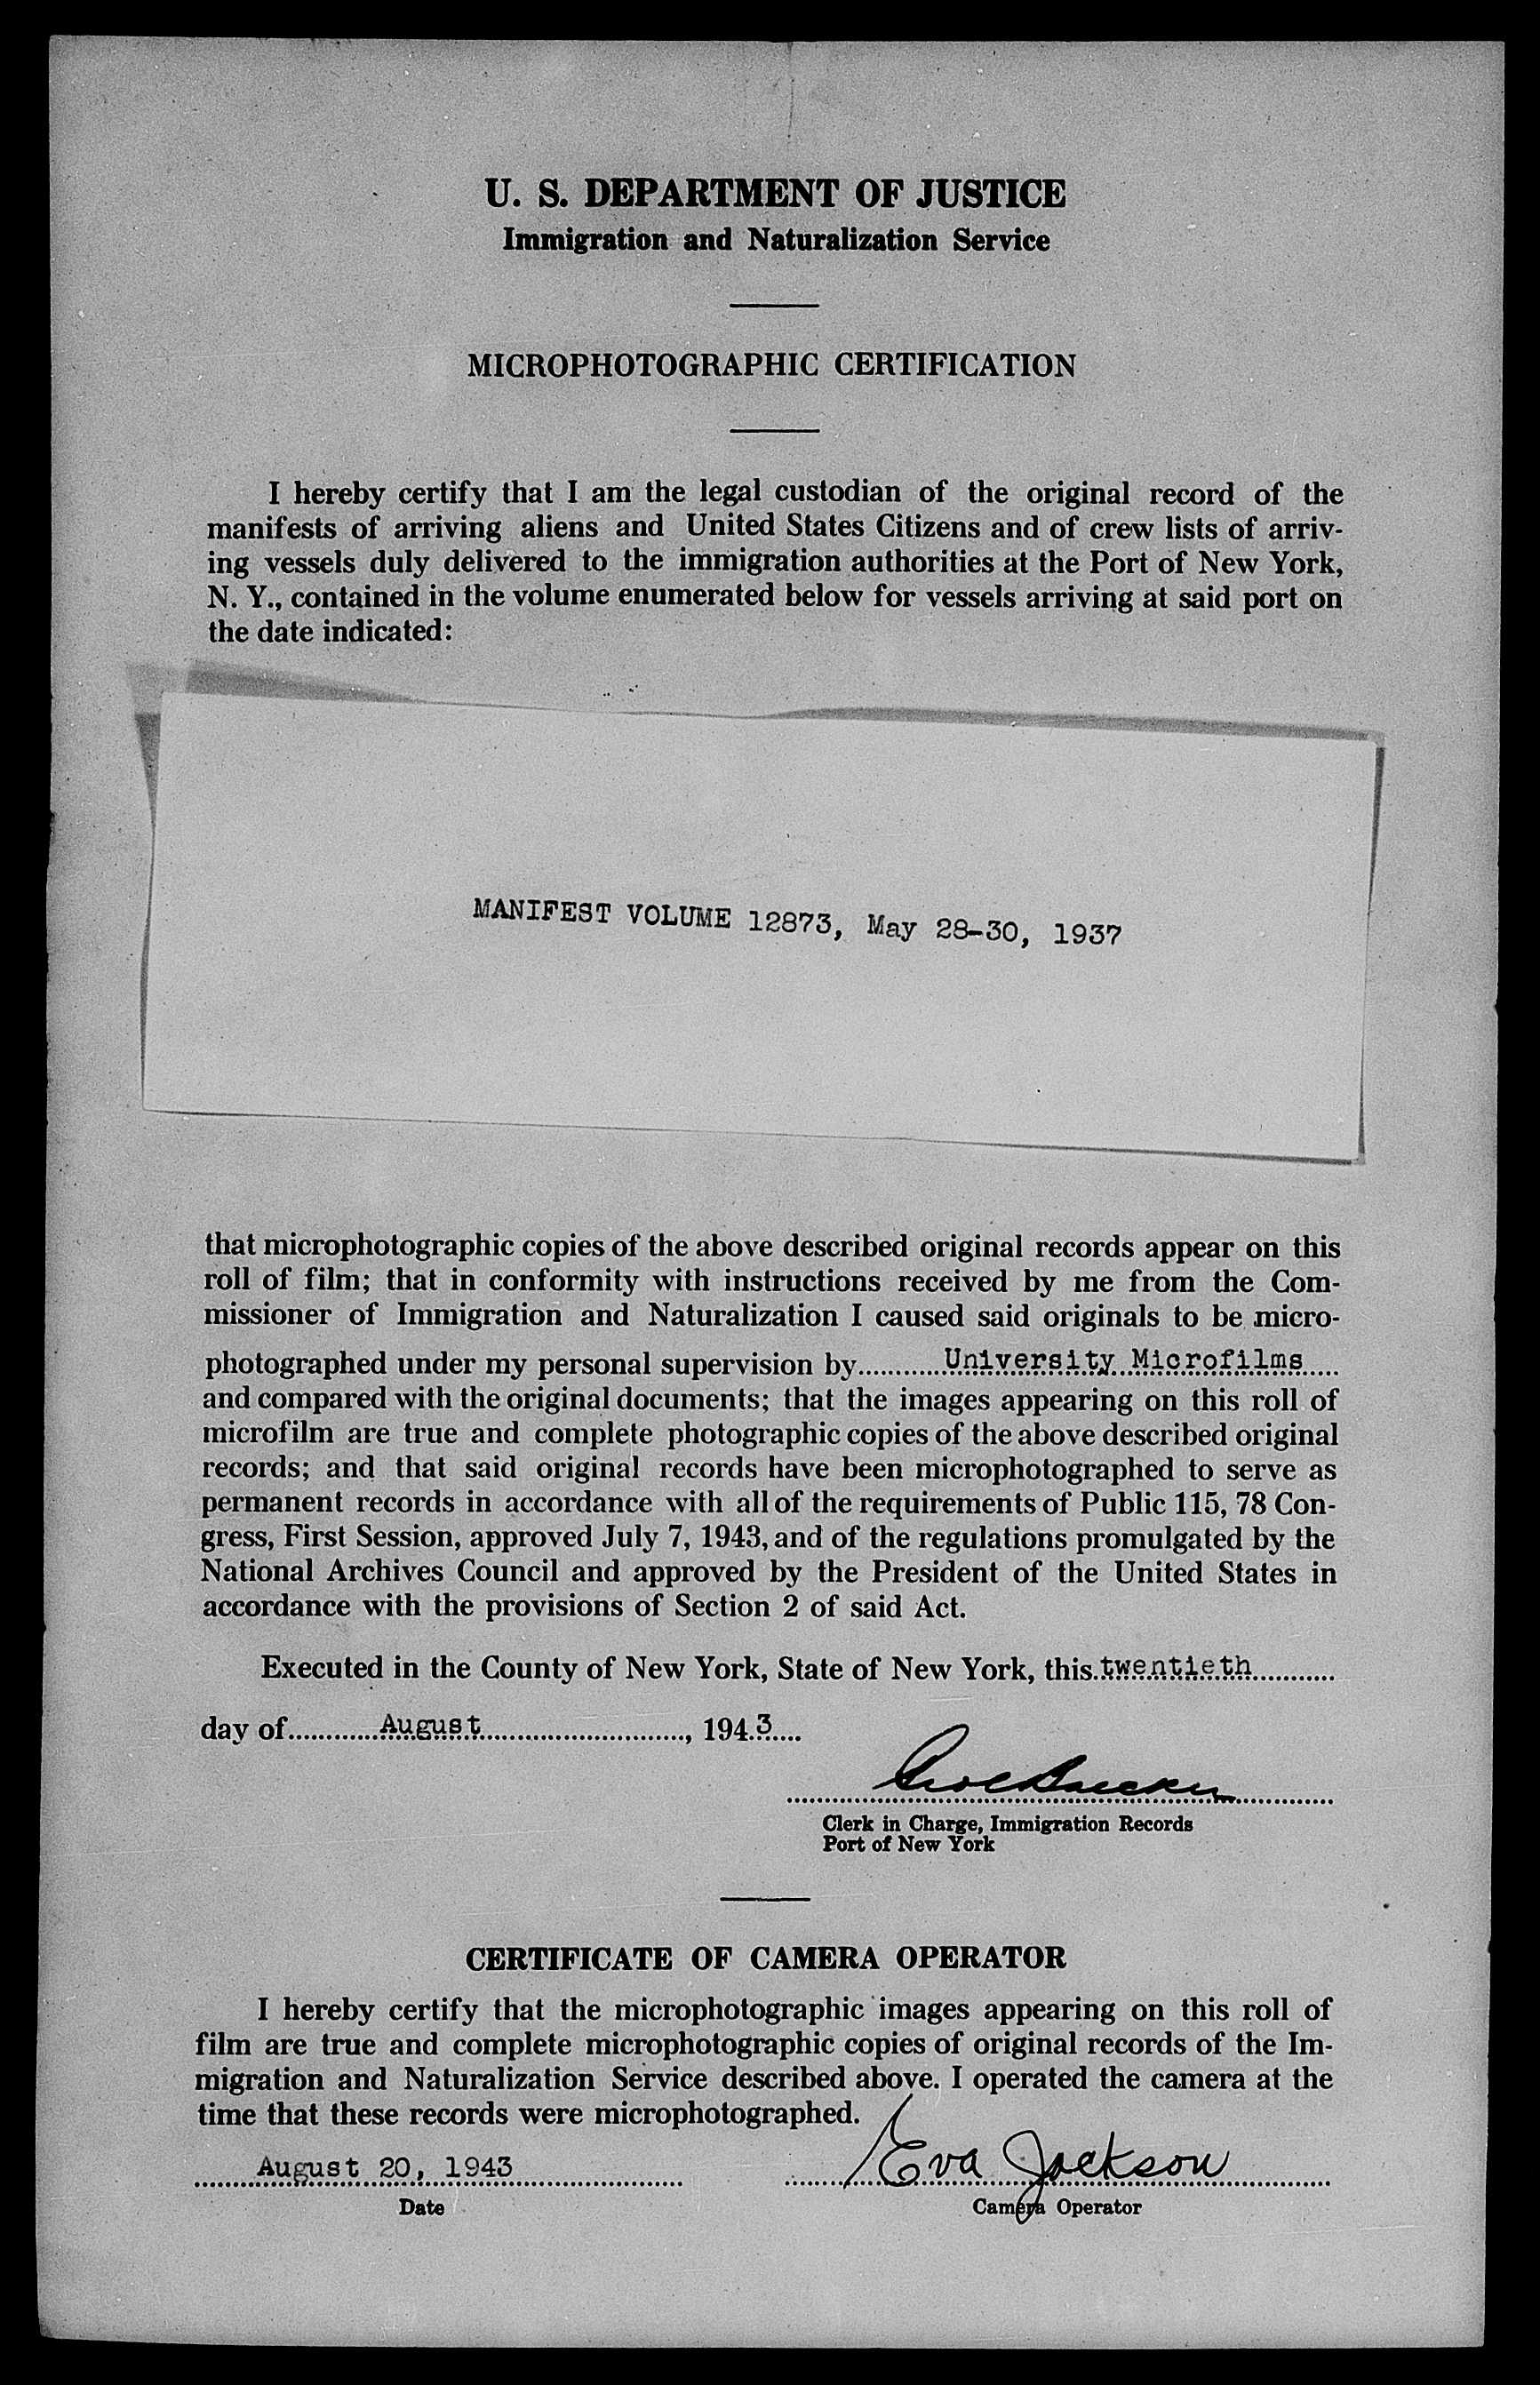 U. S. DEPARTMENT OF JUSTICE
Immigration and Naturalization Service
MICROPHOTOGRAPHIC CERTIFICATION
I hereby certify that I am the legal custodian of the original record of the
manifests of arriving aliens and United States Citizens and of crew lists of arriv-
ing vessels duly delivered to the immigration authorities at the Port of New York,
N. Y., contained in the volume enumerated below for vessels arriving at said port on
the date indicated:
MANIFEST VOLUME 12873, May 28-30, 1937
that microphotographic copies of the above described original records appear on this
roll of film; that in conformity with instructions received by me from the Com-
missioner of Immigration and Naturalization I caused said originals to be micro-
photographed under my personal supervision by University Microfilms
and compared with the original documents; that the images appearing on this roll of
microfilm are true and complete photographic copies of the above described original
records; and that said original records have been microphotographed to serve as
permanent records in accordance with all of the requirements of Public 115, 78 Con-
gress, First Session, approved July 7, 1943, and of the regulations promulgated by the
National Archives Council and approved by the President of the United States in
accordance with the provisions of Section 2 of said Act.
Executed in the County of New York, State of New York, this twentieth
day of August, 1943
Clerk in Charge, Immigration Records
Port of New York
CERTIFICATE OF CAMERA OPERATOR
I hereby certify that the microphotographic images appearing on this roll of
film are true and complete microphotographic copies of original records of the Im-
migration and Naturalization Service described above. I operated the camera at the
time that these records were microphotographed.
August 20, 1943 Eva Jackson
Date Camera Operator